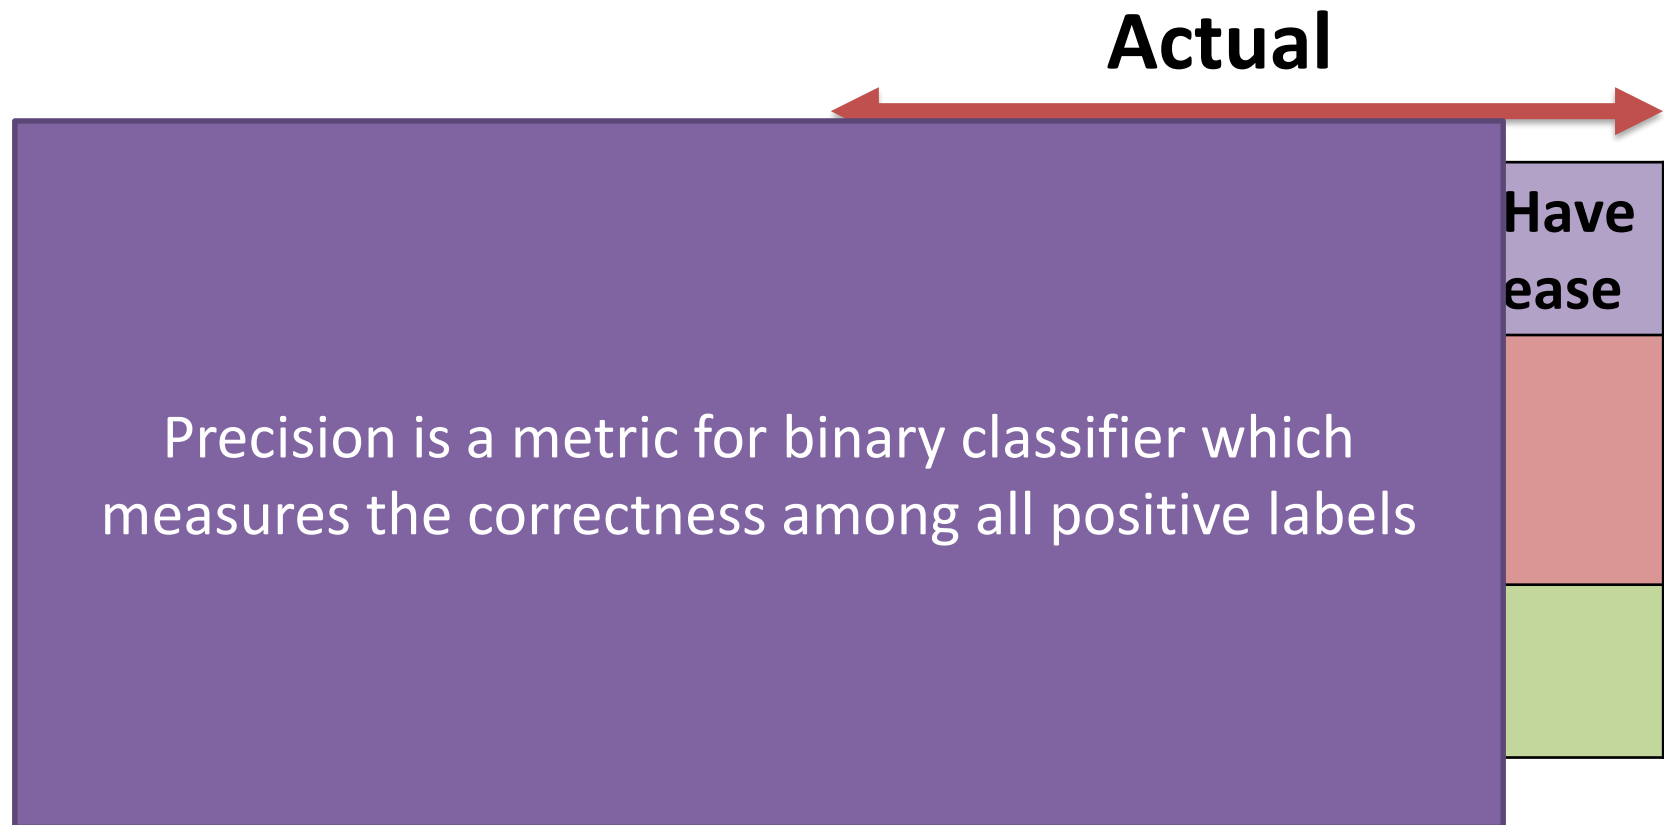 Actual
Have
ease
Precision is a metric for binary classifier which
measures the correctness among all positive labels